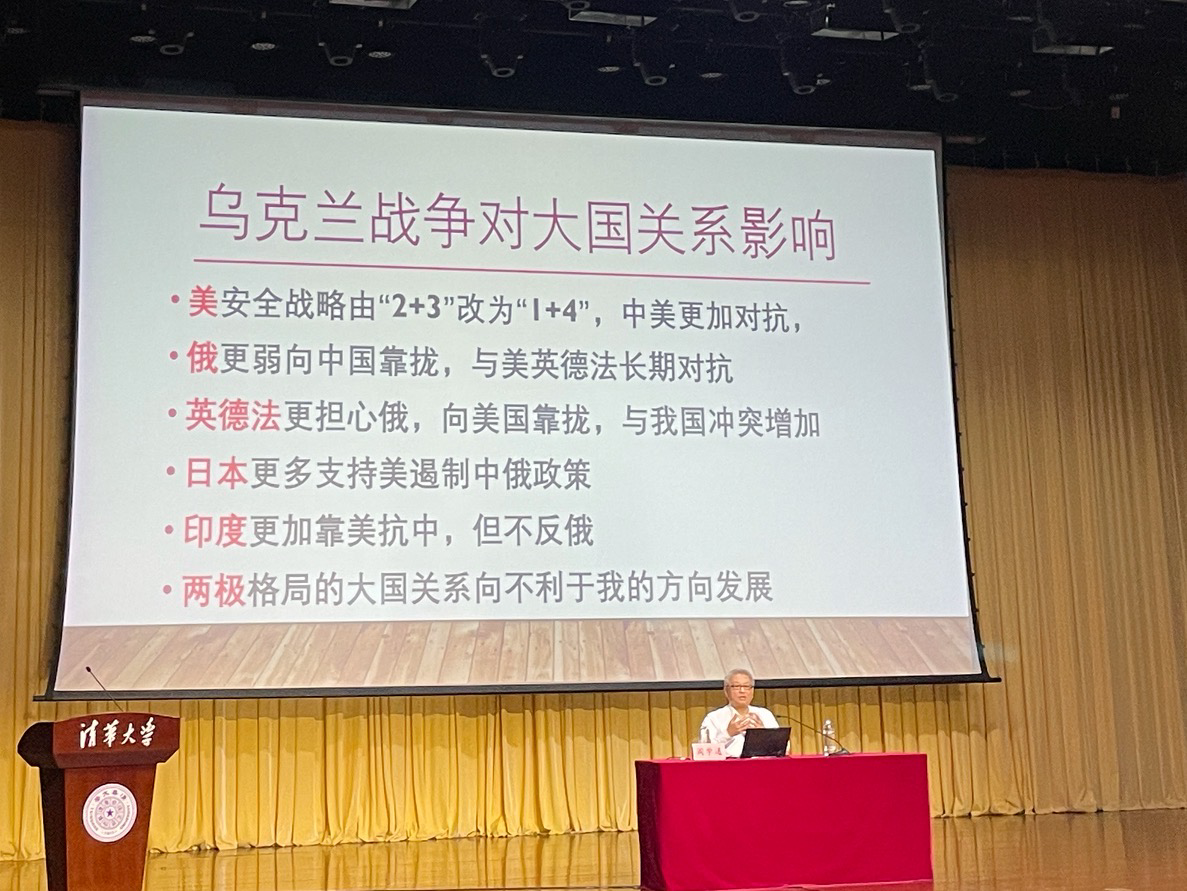 乌克兰战争对大国关系影响
•美安全战略由“2+3”改为“1+4”，中美更加对抗，
•俄更弱向中国靠拢，与美英德法长期对抗
•英德法更担心俄，向美国靠拢，与我国冲突增加
•日本更多支持美遏制中俄政策
•印度更加靠美抗中，但不反俄
•两极格局的大国关系向不利于我的方向发展
清华大学